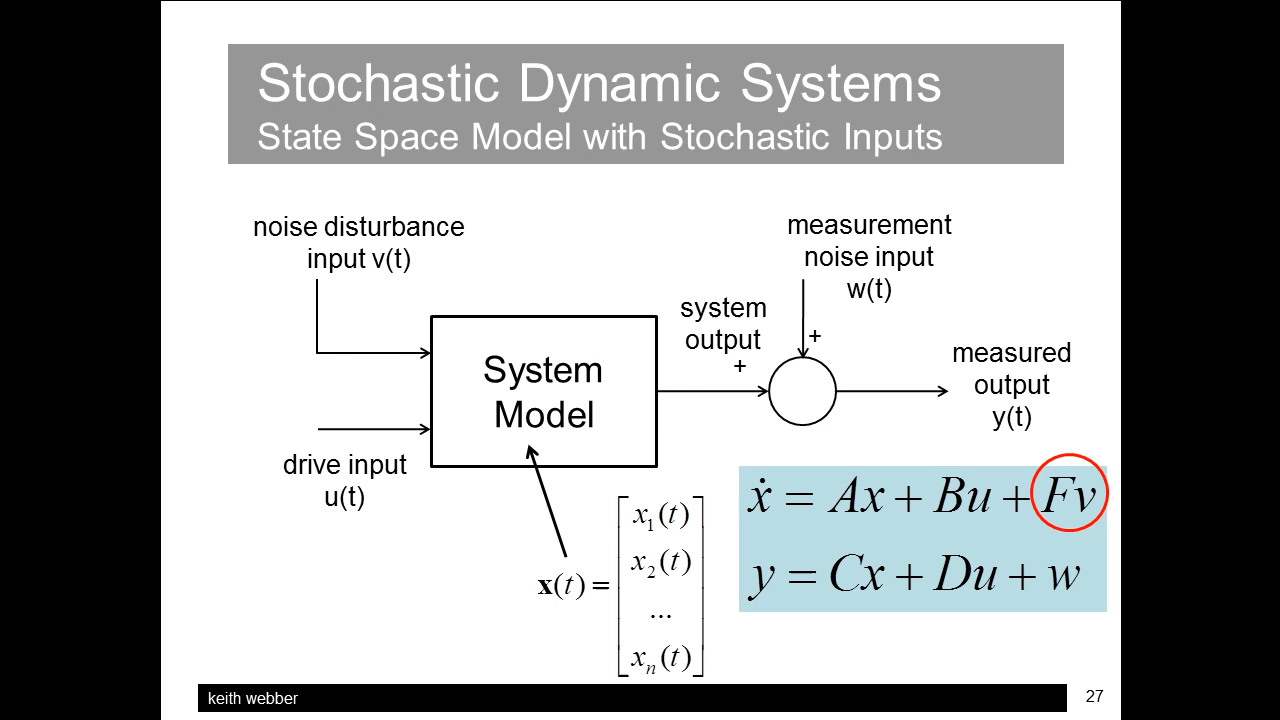 Stochastic Dynamic Systems
State Space Model with Stochastic Inputs
noise disturbance
input v(t)
measurement
noise input
w(t)
system
output
+
+
measured
output
y(t)
System
Model
drive input
u(t)
ẋ = Ax + Bu + Fv
y = Cx + Du + w
x(t) =
x₁(t)
x₂(t)
...
xₙ(t)
keith webber
27